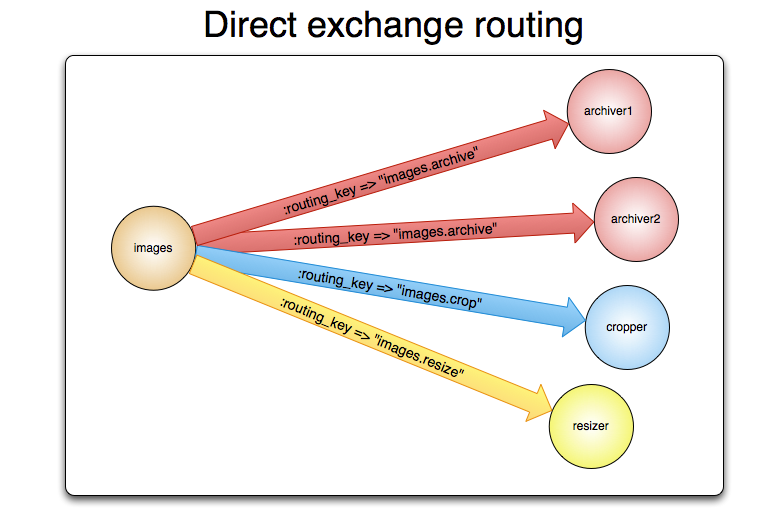 Direct exchange routing
archiver1
:routing_key => "images.archive"
archiver2
:routing_key => "images.archive"
images
:routing_key => "images.crop"
cropper
:routing_key => "images.resize"
resizer